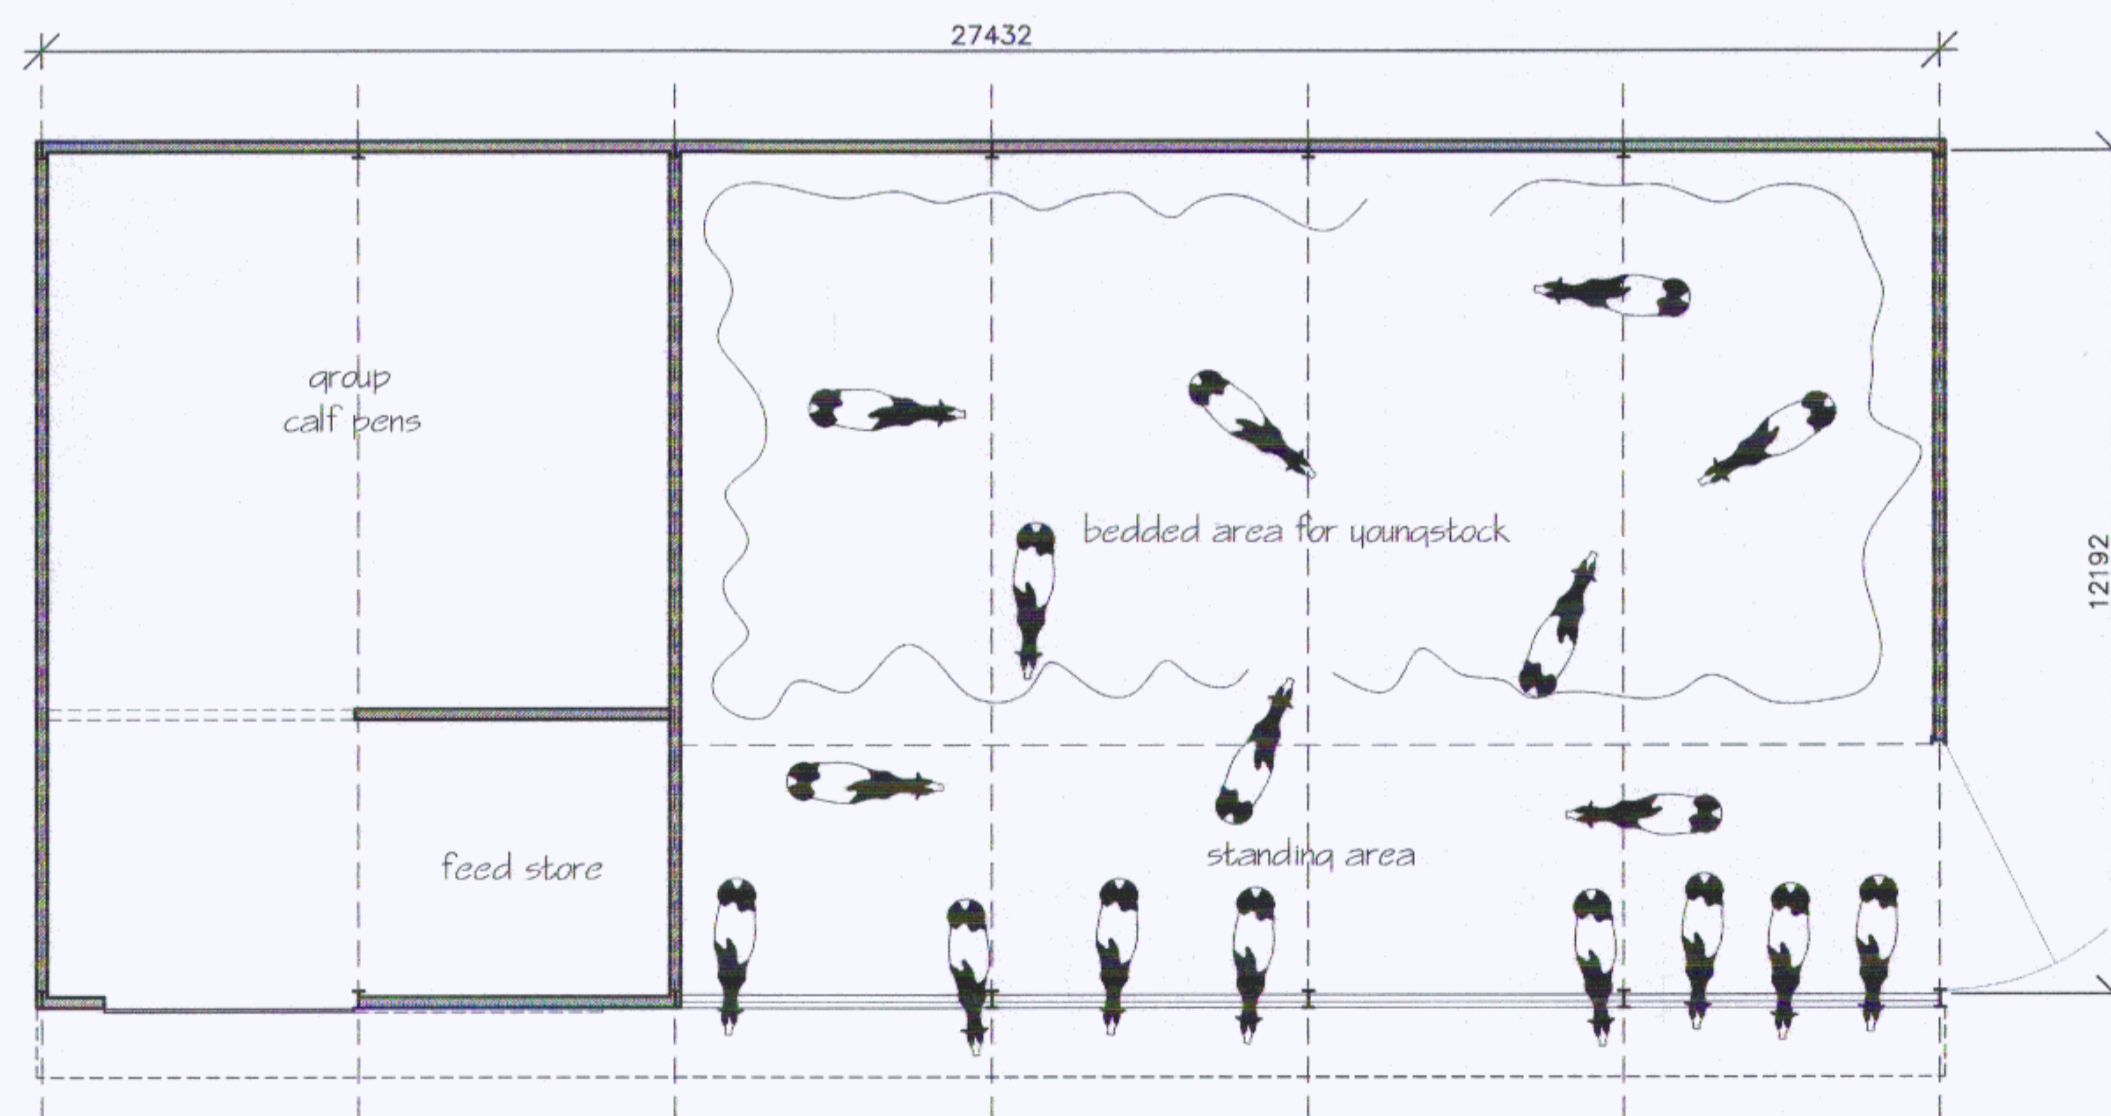 27432
group
calf pens
bedded area for youngstock
12192
standing area
feed store